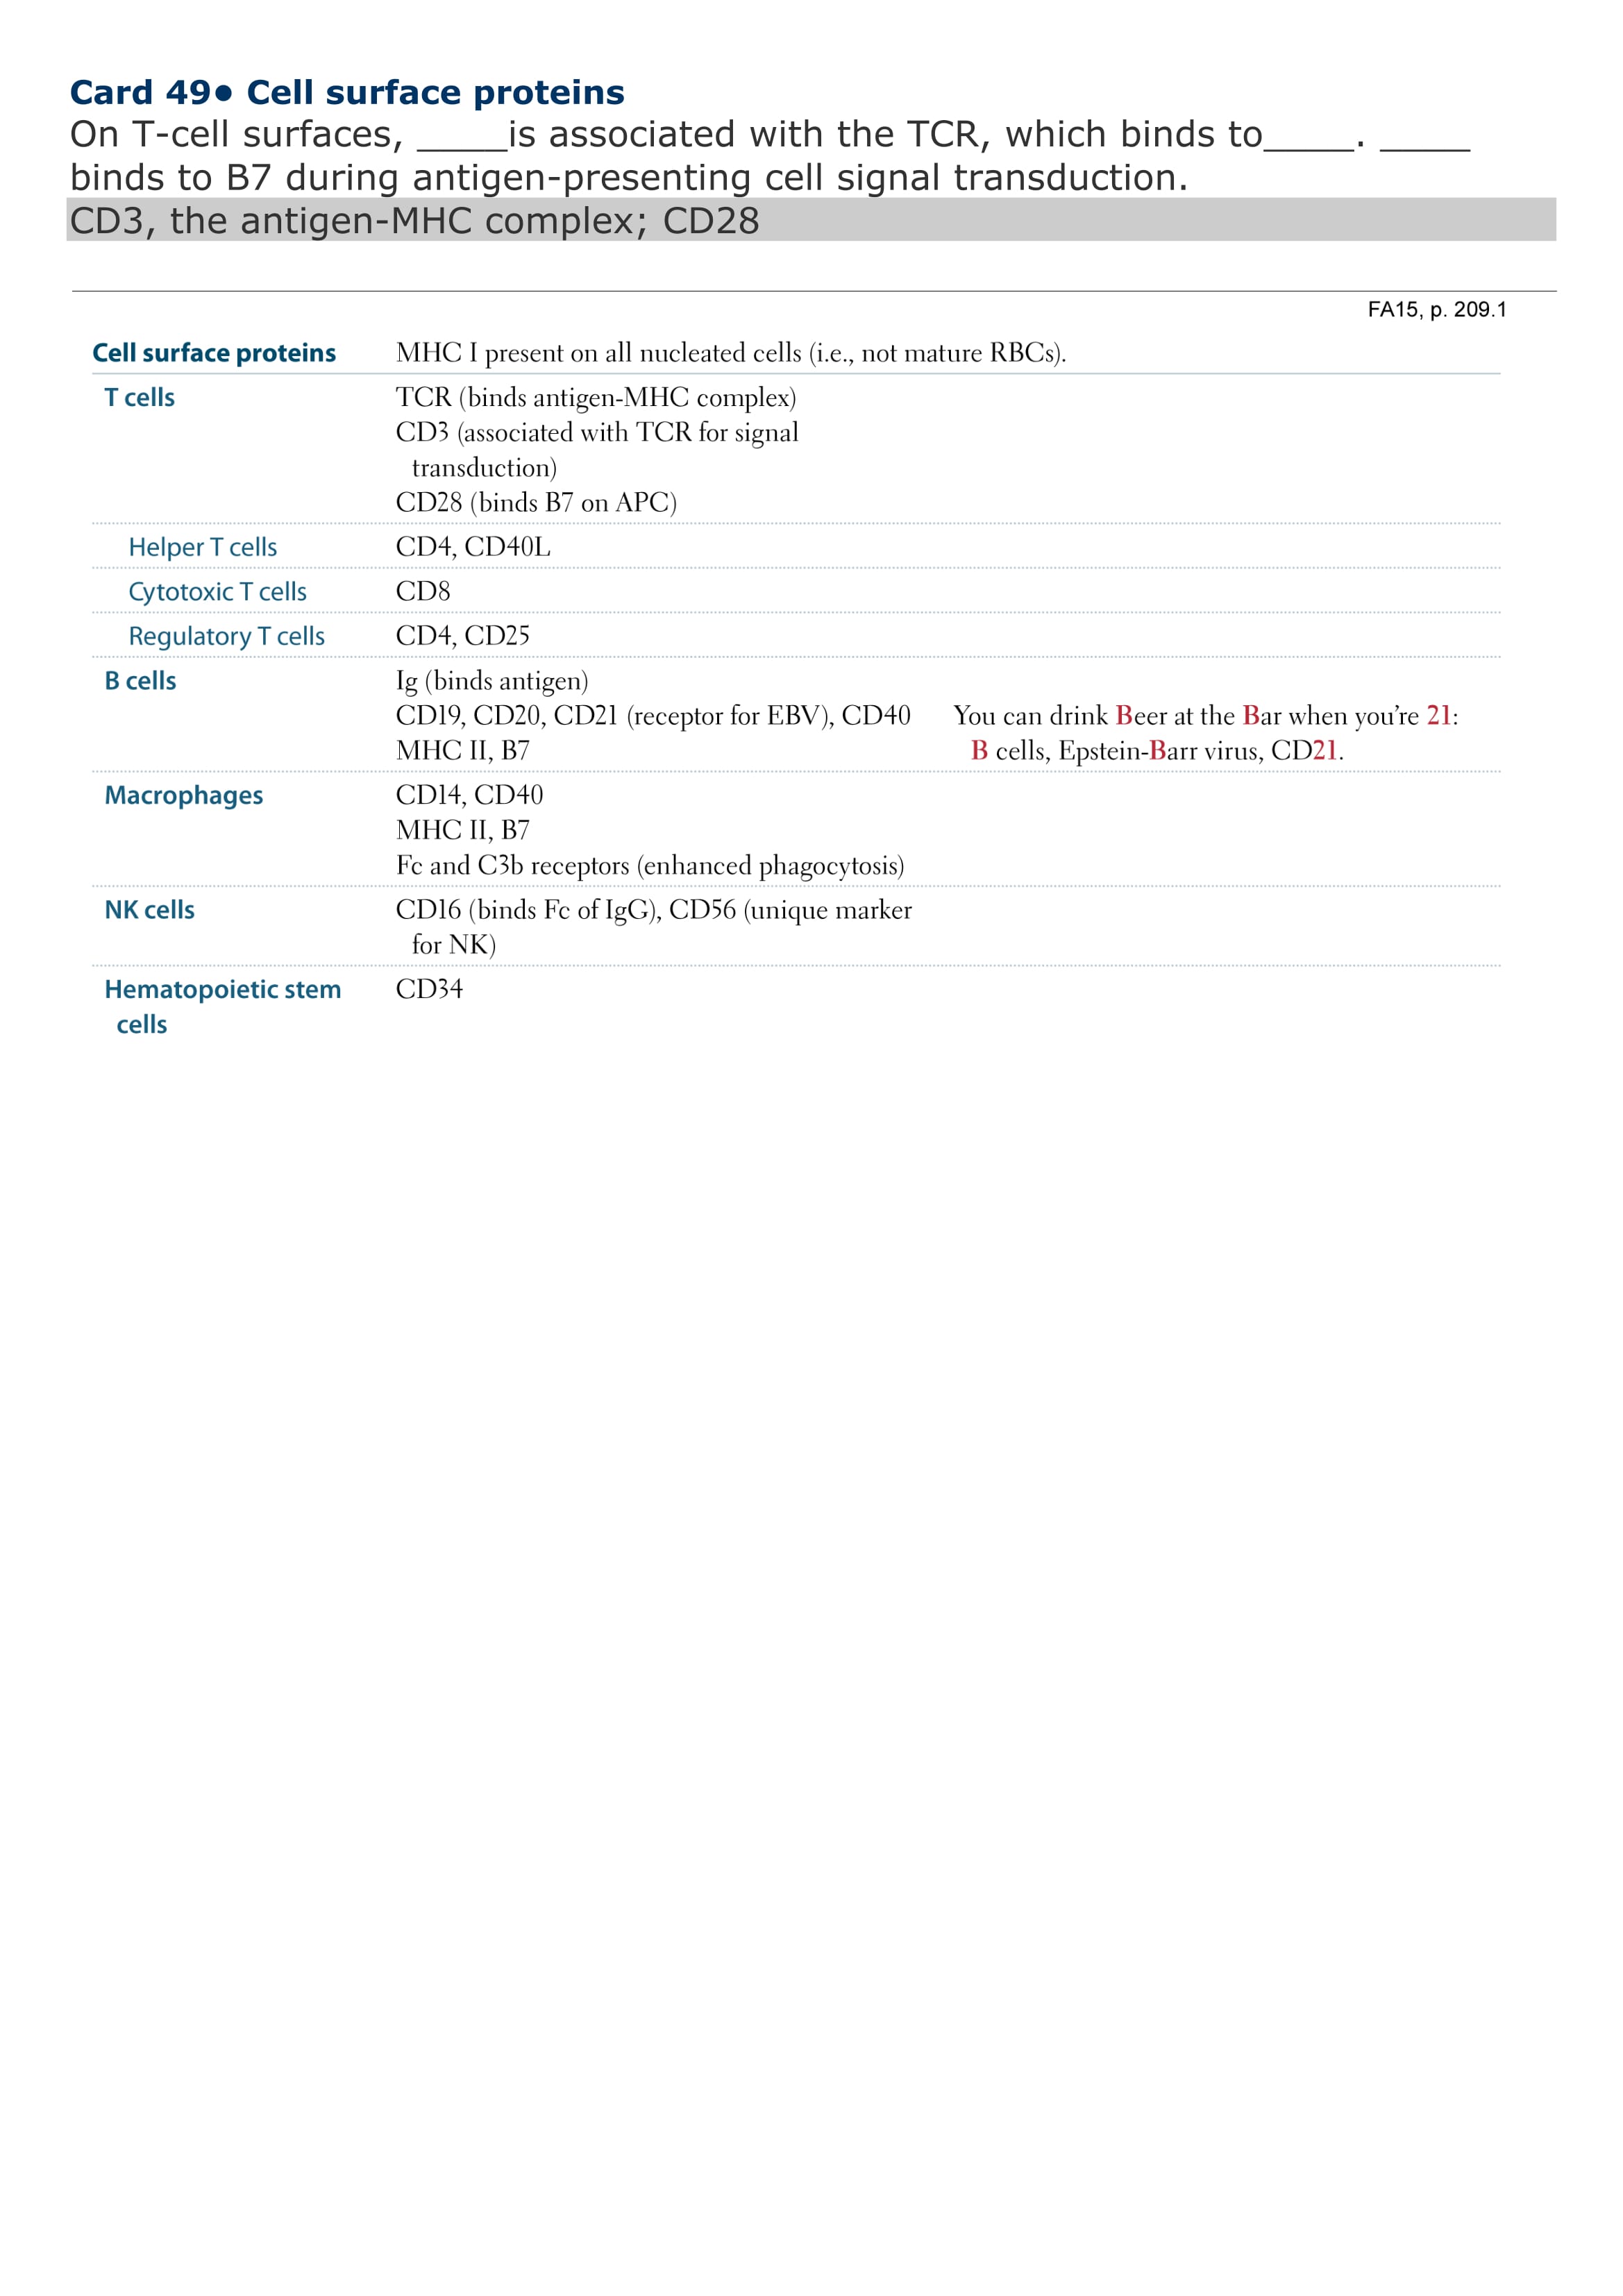 Card 49● Cell surface proteins
On T-cell surfaces, _____is associated with the TCR, which binds to_____. _____
binds to B7 during antigen-presenting cell signal transduction.
CD3, the antigen-MHC complex; CD28
FA15, p. 209.1
Cell surface proteins MHC I present on all nucleated cells (i.e., not mature RBCs).
T cells TCR (binds antigen-MHC complex)
CD3 (associated with TCR for signal
transduction)
CD28 (binds B7 on APC)
Helper T cells CD4, CD40L
Cytotoxic T cells CD8
Regulatory T cells CD4, CD25
B cells Ig (binds antigen)
CD19, CD20, CD21 (receptor for EBV), CD40 You can drink Beer at the Bar when you’re 21:
MHC II, B7 B cells, Epstein-Barr virus, CD21.
Macrophages CD14, CD40
MHC II, B7
Fc and C3b receptors (enhanced phagocytosis)
NK cells CD16 (binds Fc of IgG), CD56 (unique marker
for NK)
Hematopoietic stem CD34
cells